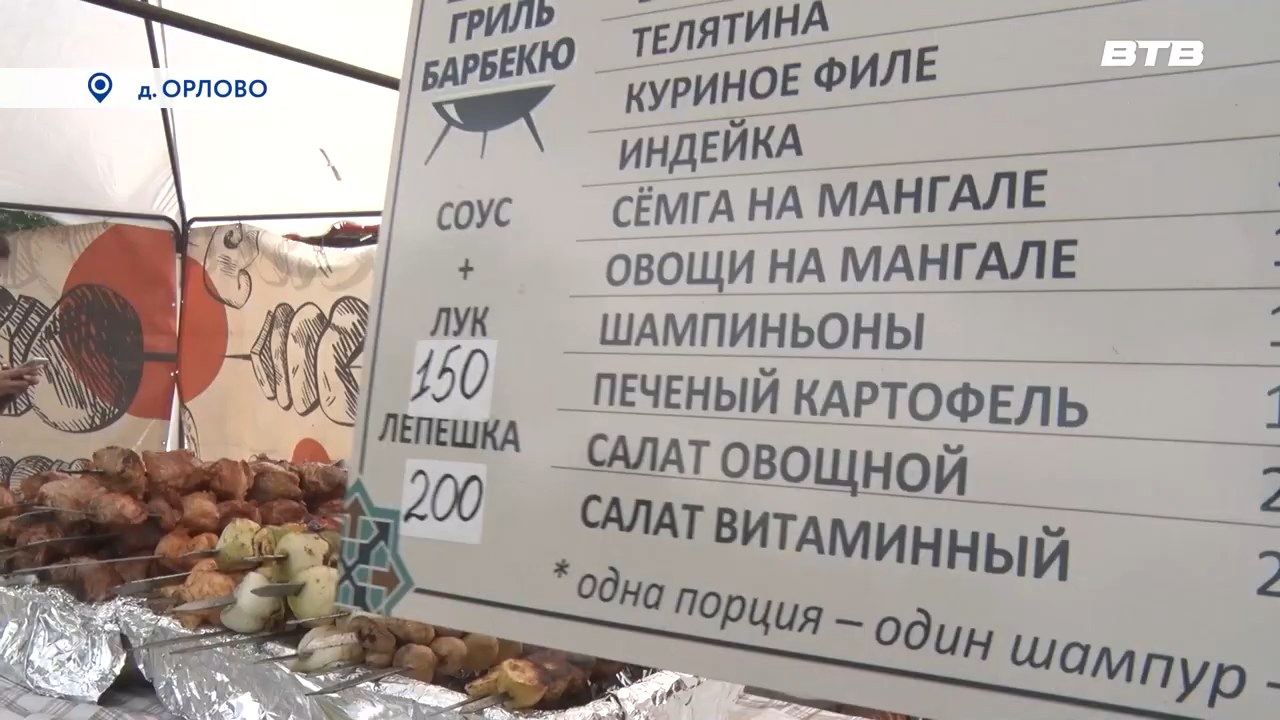 ВТВ
д. ОРЛОВО
ГРИЛЬ
БАРБЕКЮ
СОУС
+
ЛУК
150
ЛЕПЕШКА
200
ТЕЛЯТИНА
КУРИНОЕ ФИЛЕ
ИНДЕЙКА
СЁМГА НА МАНГАЛЕ
ОВОЩИ НА МАНГАЛЕ
ШАМПИНЬОНЫ
ПЕЧЕНЫЙ КАРТОФЕЛЬ
САЛАТ ОВОЩНОЙ
САЛАТ ВИТАМИННЫЙ
* одна порция – один шампур -